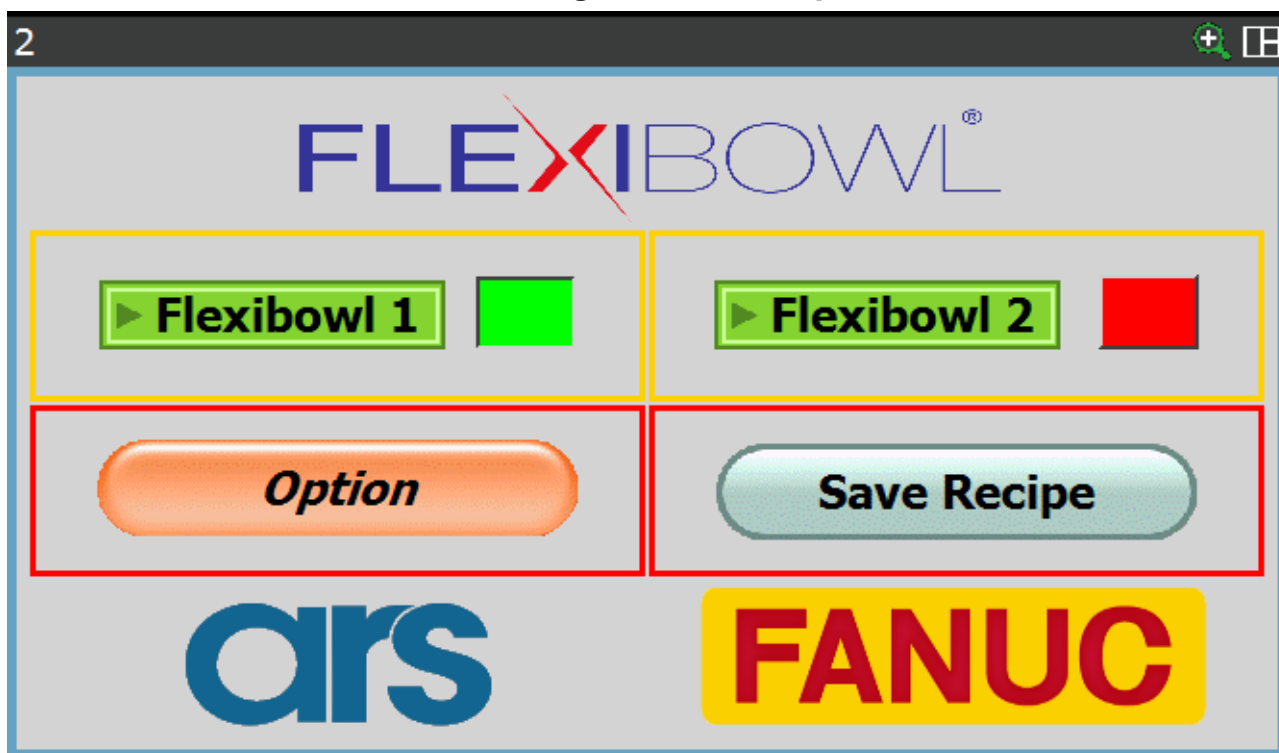 2
FLEXIBOWL®
Flexibowl 1
Flexibowl 2
Option
Save Recipe
ars
FANUC